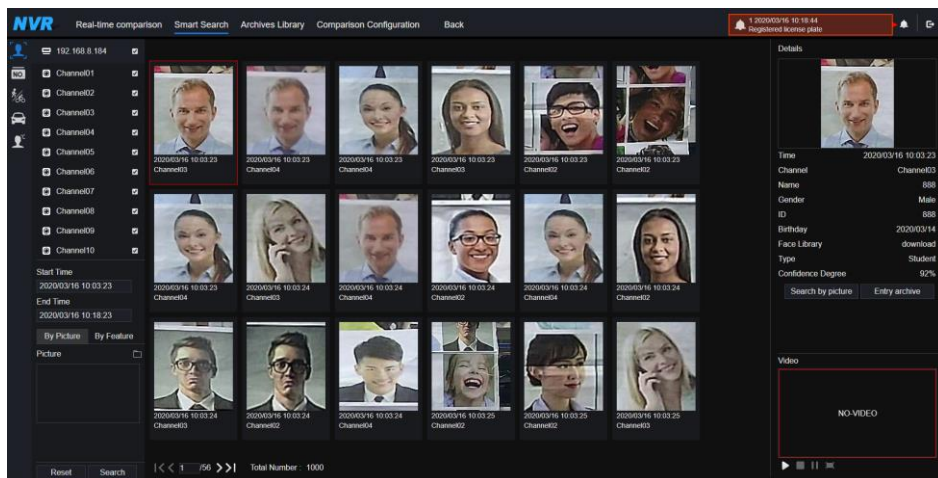 NVR Real-time comparison Smart Search Archives Library Comparison Configuration Back
1 2020/03/16 10:18:44
Registered license plate
192.168.8.184
Channel01
Channel02
Channel03
Channel04
Channel05
Channel06
Channel07
Channel08
Channel09
Channel10
Start Time
2020/03/16 10:03:23
End Time
2020/03/16 10:18:23
By Picture By Feature
Picture
Reset Search
NO
2020/03/16 10:03:23 2020/03/16 10:03:23 2020/03/16 10:03:23 2020/03/16 10:03:23 2020/03/16 10:03:23 2020/03/16 10:03:23
Channel03 Channel04 Channel04 Channel03 Channel02 Channel02
2020/03/16 10:03:23 2020/03/16 10:03:24 2020/03/16 10:03:24 2020/03/16 10:03:24 2020/03/16 10:03:24 2020/03/16 10:03:24
Channel04 Channel03 Channel04 Channel02 Channel04 Channel02
2020/03/16 10:03:24 2020/03/16 10:03:24 2020/03/16 10:03:24 2020/03/16 10:03:25 2020/03/16 10:03:25 2020/03/16 10:03:25
Channel03 Channel02 Channel04 Channel02 Channel02 Channel03
1 /56 Total Number : 1000
Details
Time 2020/03/16 10:03:23
Channel Channel03
Name 888
Gender Male
ID 888
Birthday 2020/03/14
Face Library download
Type Student
Confidence Degree 92%
Search by picture Entry archive
Video
NO-VIDEO